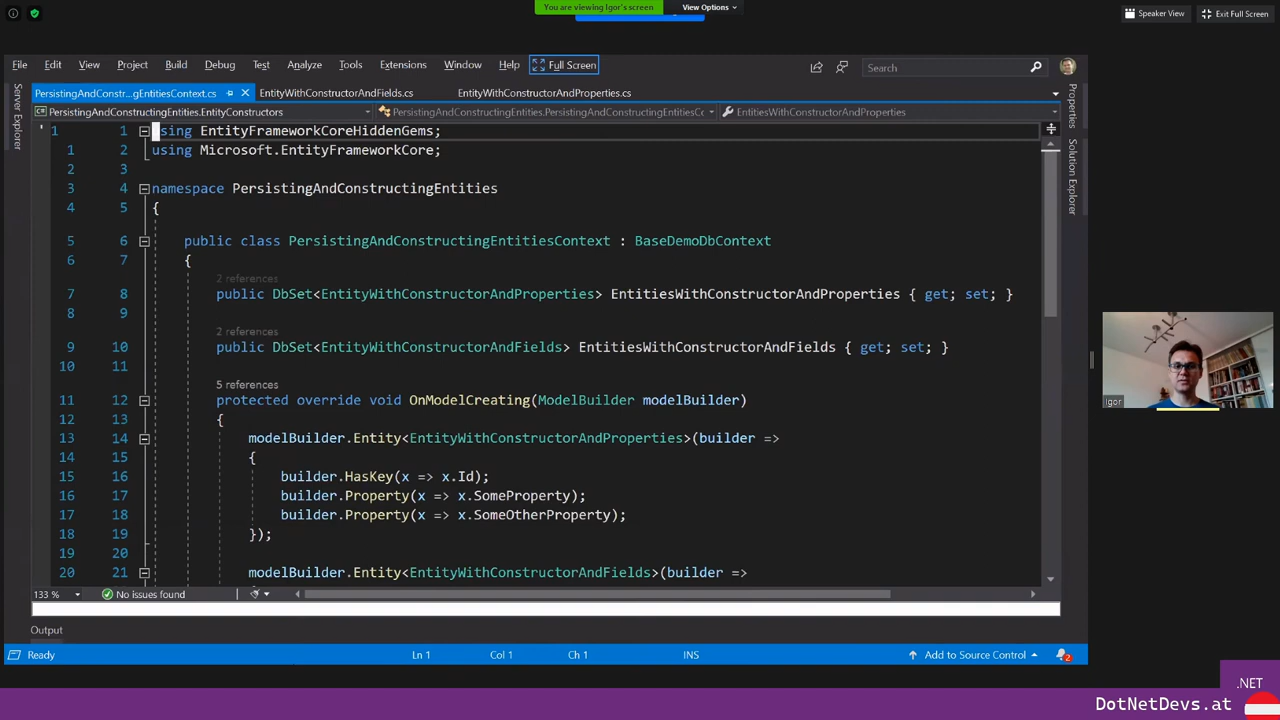 You are viewing Igor's screen
View Options
Speaker View
Exit Full Screen
File Edit View Project Build Debug Test Analyze Tools Extensions Window Help Full Screen Search
PersistingAndConstr...gEntitiesContext.cs EntityWithConstructorAndFields.cs EntityWithConstructorAndProperties.cs
PersistingAndConstructingEntities.EntityConstructors PersistingAndConstructingEntities.PersistingAndConstructingEntitiesC EntitiesWithConstructorAndProperties
Server Explorer
Properties
Solution Explorer
1 1 using EntityFrameworkCoreHiddenGems;
1 2 using Microsoft.EntityFrameworkCore;
2 3
3 4 namespace PersistingAndConstructingEntities
4 5 {
5 6 public class PersistingAndConstructingEntitiesContext : BaseDemoDbContext
6 7 {
2 references
7 8 public DbSet<EntityWithConstructorAndProperties> EntitiesWithConstructorAndProperties { get; set; }
8 9
2 references
9 10 public DbSet<EntityWithConstructorAndFields> EntitiesWithConstructorAndFields { get; set; }
10 11
5 references
11 12 protected override void OnModelCreating(ModelBuilder modelBuilder)
12 13 {
13 14 modelBuilder.Entity<EntityWithConstructorAndProperties>(builder =>
14 15 {
15 16 builder.HasKey(x => x.Id);
16 17 builder.Property(x => x.SomeProperty);
17 18 builder.Property(x => x.SomeOtherProperty);
18 19 });
19 20
20 21 modelBuilder.Entity<EntityWithConstructorAndFields>(builder =>
133 % No issues found
Output
Ready Ln 1 Col 1 Ch 1 INS Add to Source Control 2
Igor
.NET
DotNetDevs.at